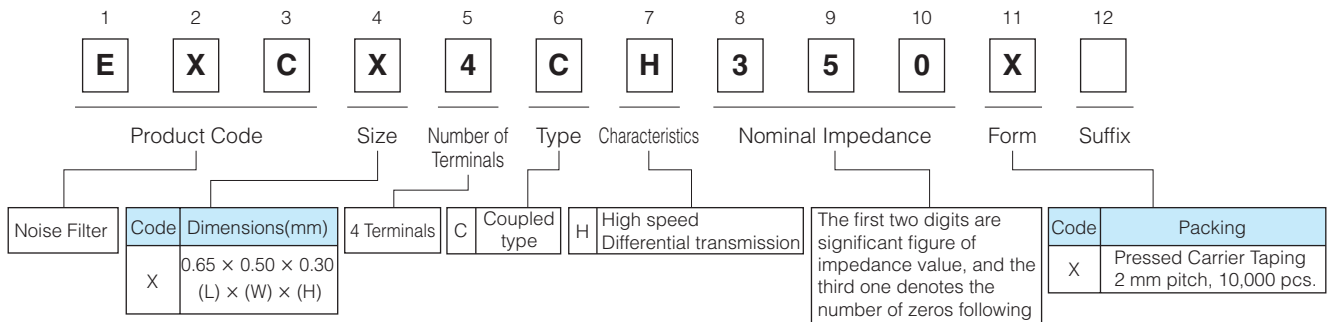 1 2 3 4 5 6 7 8 9 10 11 12
E X C X 4 C H 3 5 0 X
Product Code Size Number of Terminals Type Characteristics Nominal Impedance Form Suffix
Noise Filter
Code Dimensions(mm)
X 0.65 × 0.50 × 0.30
(L) × (W) × (H)
4 Terminals
C Coupled
type
H High speed
Differential transmission
The first two digits are
significant figure of
impedance value, and the
third one denotes the
number of zeros following
Code Packing
X Pressed Carrier Taping
2 mm pitch, 10,000 pcs.